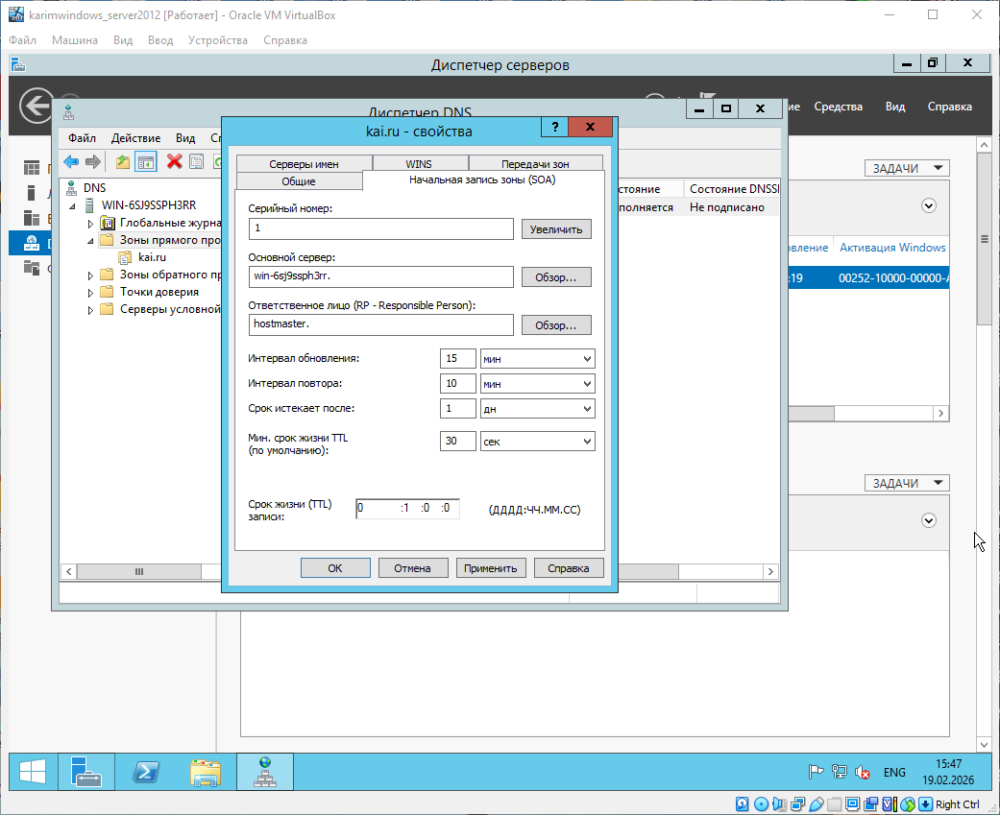 karimwindows_server2012 [Работает] - Oracle VM VirtualBox
Файл Машина Вид Ввод Устройства Справка
Диспетчер серверов
Средства Вид Справка
Диспетчер DNS
Файл Действие Вид
kai.ru - свойства
?
Серверы имен WINS Передачи зон
Общие Начальная запись зоны (SOA)
DNS
WIN-6SJ9SSPH3RR
Глобальные журна
Зоны прямого про
kai.ru
Зоны обратного пр
Точки доверия
Серверы условной
Серийный номер:
1
Увеличить
Основной сервер:
win-6sj9ssph3rr.
Обзор...
Ответственное лицо (RP - Responsible Person):
hostmaster.
Обзор...
Интервал обновления: 15 мин
Интервал повтора: 10 мин
Срок истекает после: 1 дн
Мин. срок жизни TTL
(по умолчанию):
30 сек
Срок жизни (TTL)
записи:
0 :1 :0 :0
(ДДДД:ЧЧ.ММ.СС)
ОК Отмена Применить Справка
стояние Состояние DNSSE
полняется Не подписано
ЗАДАЧИ
овление Активация Windows
:19 00252-10000-00000-A
ЗАДАЧИ
ENG
15:47
19.02.2026
Right Ctrl